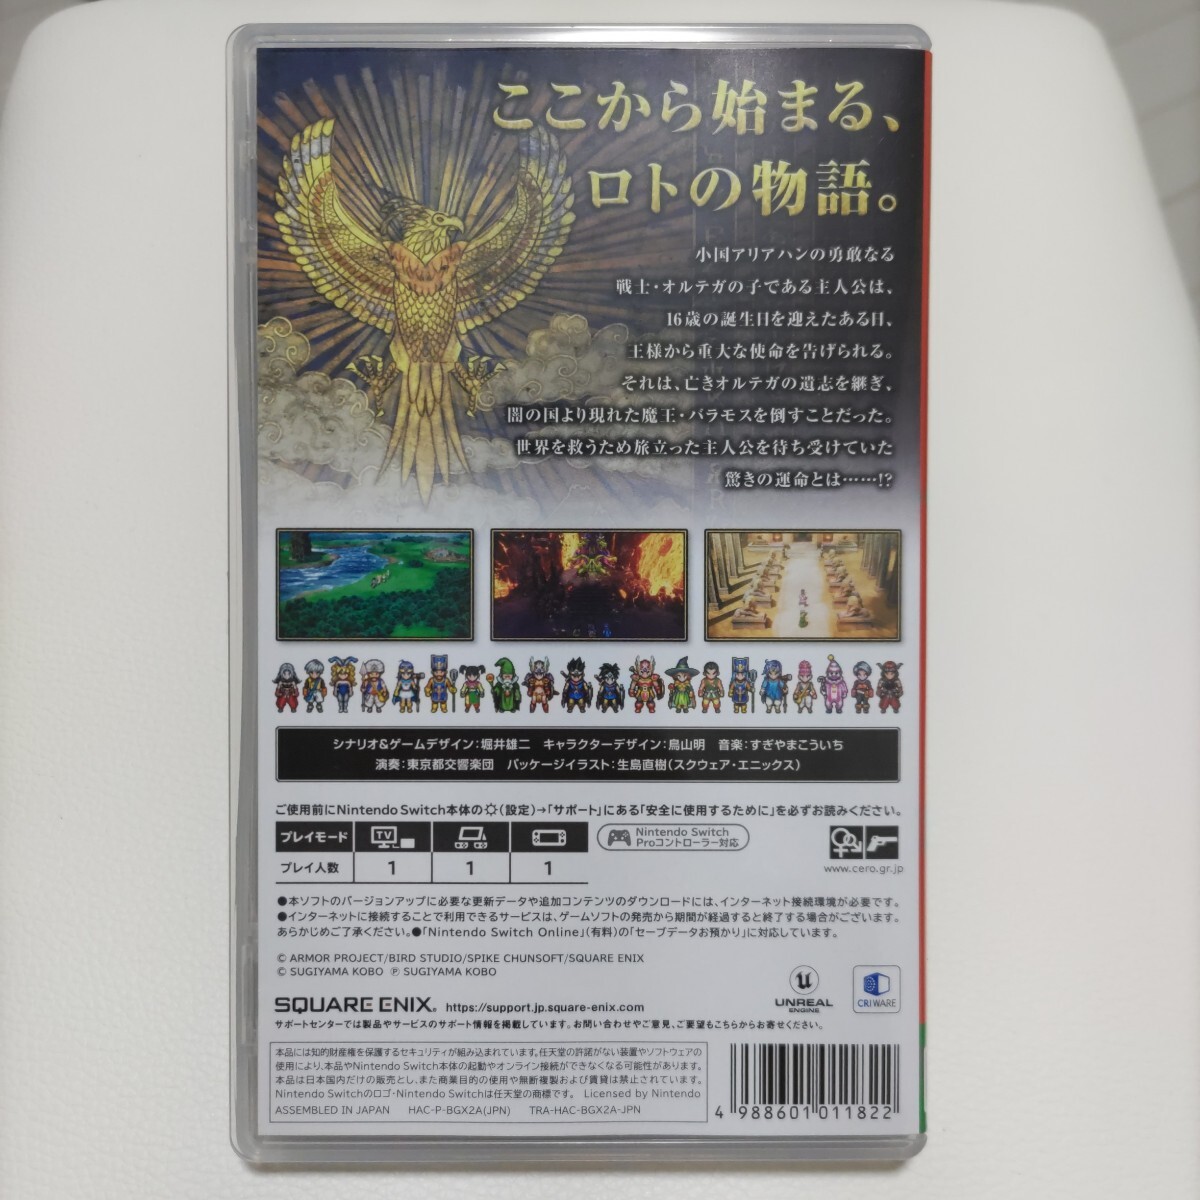 ここから始まる、
ロトの物語。
小国アリアハンの勇敢なる
戦士・オルテガの子である主人公は、
16歳の誕生日を迎えたある日、
王様から重大な使命を告げられる。
それは、亡きオルテガの遺志を継ぎ、
闇の国より現れた魔王・バラモスを倒すことだった。
世界を救うため旅立った主人公を待ち受けていた
驚きの運命とは……!?
シナリオ&ゲームデザイン：堀井雄二　キャラクターデザイン：鳥山明　音楽：すぎやまこういち
演奏：東京都交響楽団　パッケージイラスト：生島直樹(スクウェア・エニックス)
ご使用前にNintendo Switch本体の(設定)→「サポート」にある「安全に使用するために」を必ずお読みください。
プレイモード TV
プレイ人数 1 1 1
Nintendo Switch
Proコントローラー対応
www.cero.gr.jp
●本ソフトのバージョンアップに必要な更新データや追加コンテンツのダウンロードには、インターネット接続環境が必要です。
●インターネットに接続することで利用できるサービスは、ゲームソフトの発売から期間が経過すると終了する場合がございます。
あらかじめご了承ください。●「Nintendo Switch Online」(有料)の「セーブデータお預かり」に対応しています。
© ARMOR PROJECT/BIRD STUDIO/SPIKE CHUNSOFT/SQUARE ENIX
© SUGIYAMA KOBO ℗ SUGIYAMA KOBO
SQUARE ENIX. https://support.jp.square-enix.com
UNREAL
ENGINE
CRIWARE
サポートセンターでは製品やサービスのサポート情報を掲載しています。お問い合わせやご意見、ご要望もこちらからお寄せください。
本品には知的財産権を保護するセキュリティが組み込まれています。任天堂の許諾がない装置やソフトウェアの
使用により、本品やNintendo Switch本体の起動やオンライン接続ができなくなる可能性があります。
本品は日本国内だけの販売とし、また商業目的の使用や無断複製および賃貸は禁止されています。
Nintendo Switchのロゴ・Nintendo Switchは任天堂の商標です。 Licensed by Nintendo
ASSEMBLED IN JAPAN HAC-P-BGX2A(JPN) TRA-HAC-BGX2A-JPN
4 988601 011822